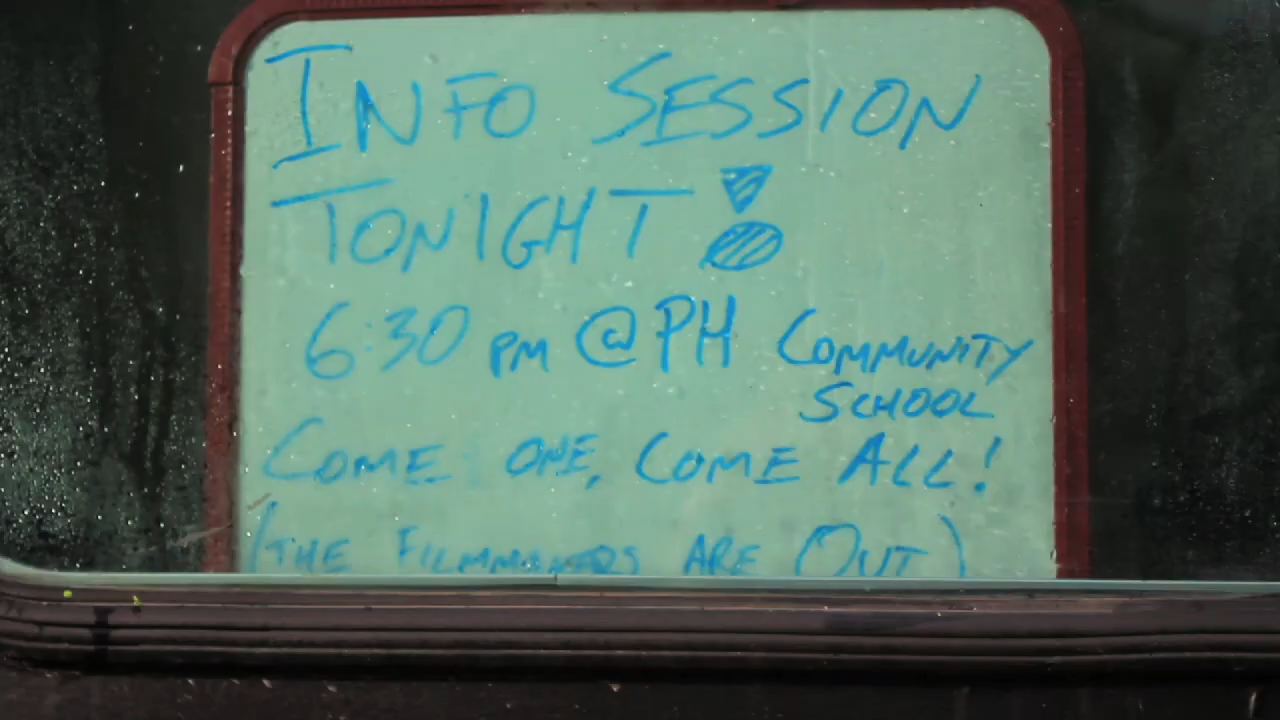 INFO SESSION
TONIGHT!
6:30 PM @ PH COMMUNITY
SCHOOL
COME ONE, COME ALL!
(THE FILMMAKERS ARE OUT)